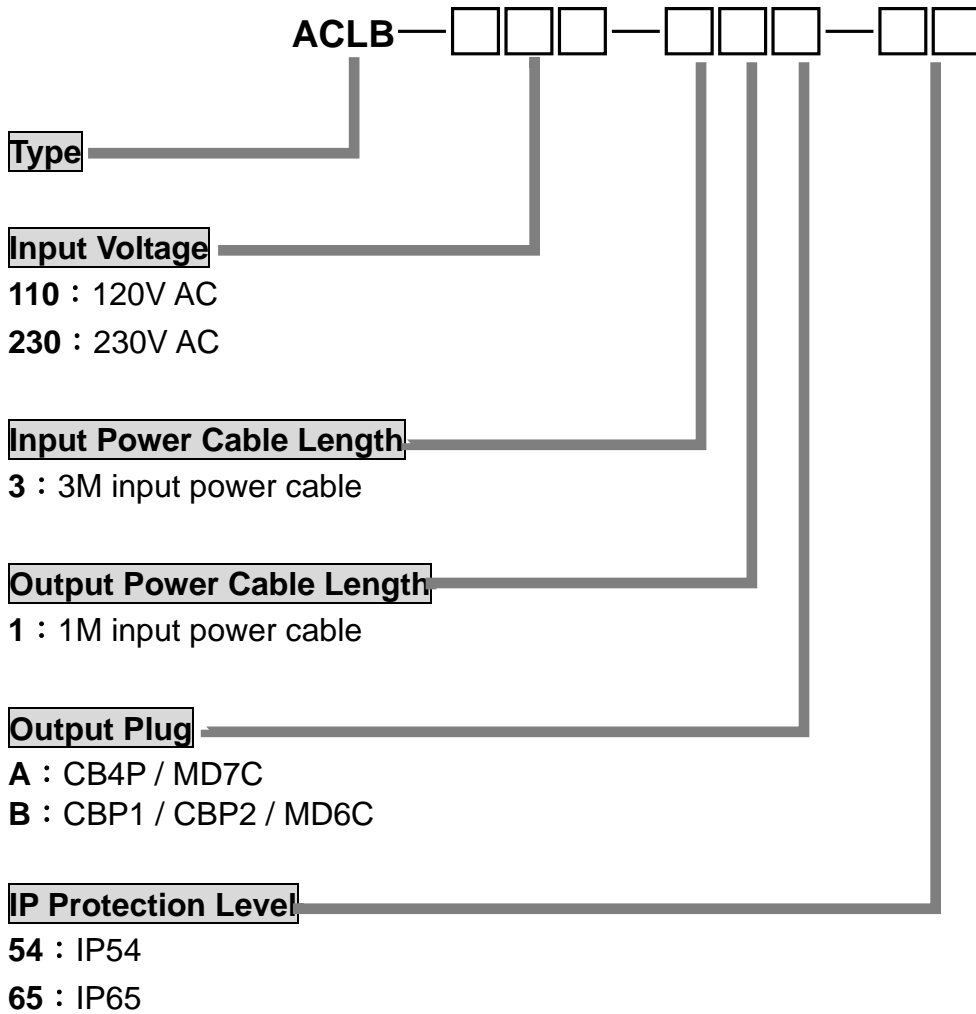 ACLB—□□□—□□□—□□
Type
Input Voltage
110：120V AC
230：230V AC
Input Power Cable Length
3：3M input power cable
Output Power Cable Length
1：1M input power cable
Output Plug
A：CB4P / MD7C
B：CBP1 / CBP2 / MD6C
IP Protection Level
54：IP54
65：IP65